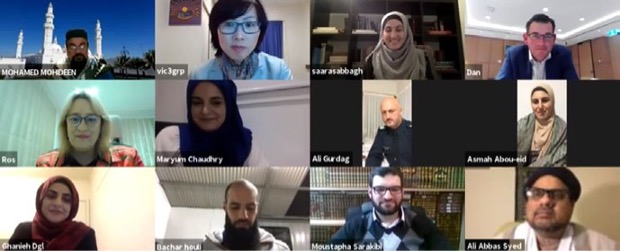 MOHAMED MOHDEEN
vic3grp
saarasabbagh
Dan
Ros
Maryum Chaudhry
Ali Gurdag
Asmah Abou-eid
Ghanieh Dgl
Bachar houli
Moustapha Sarakibi
Ali Abbas Syed